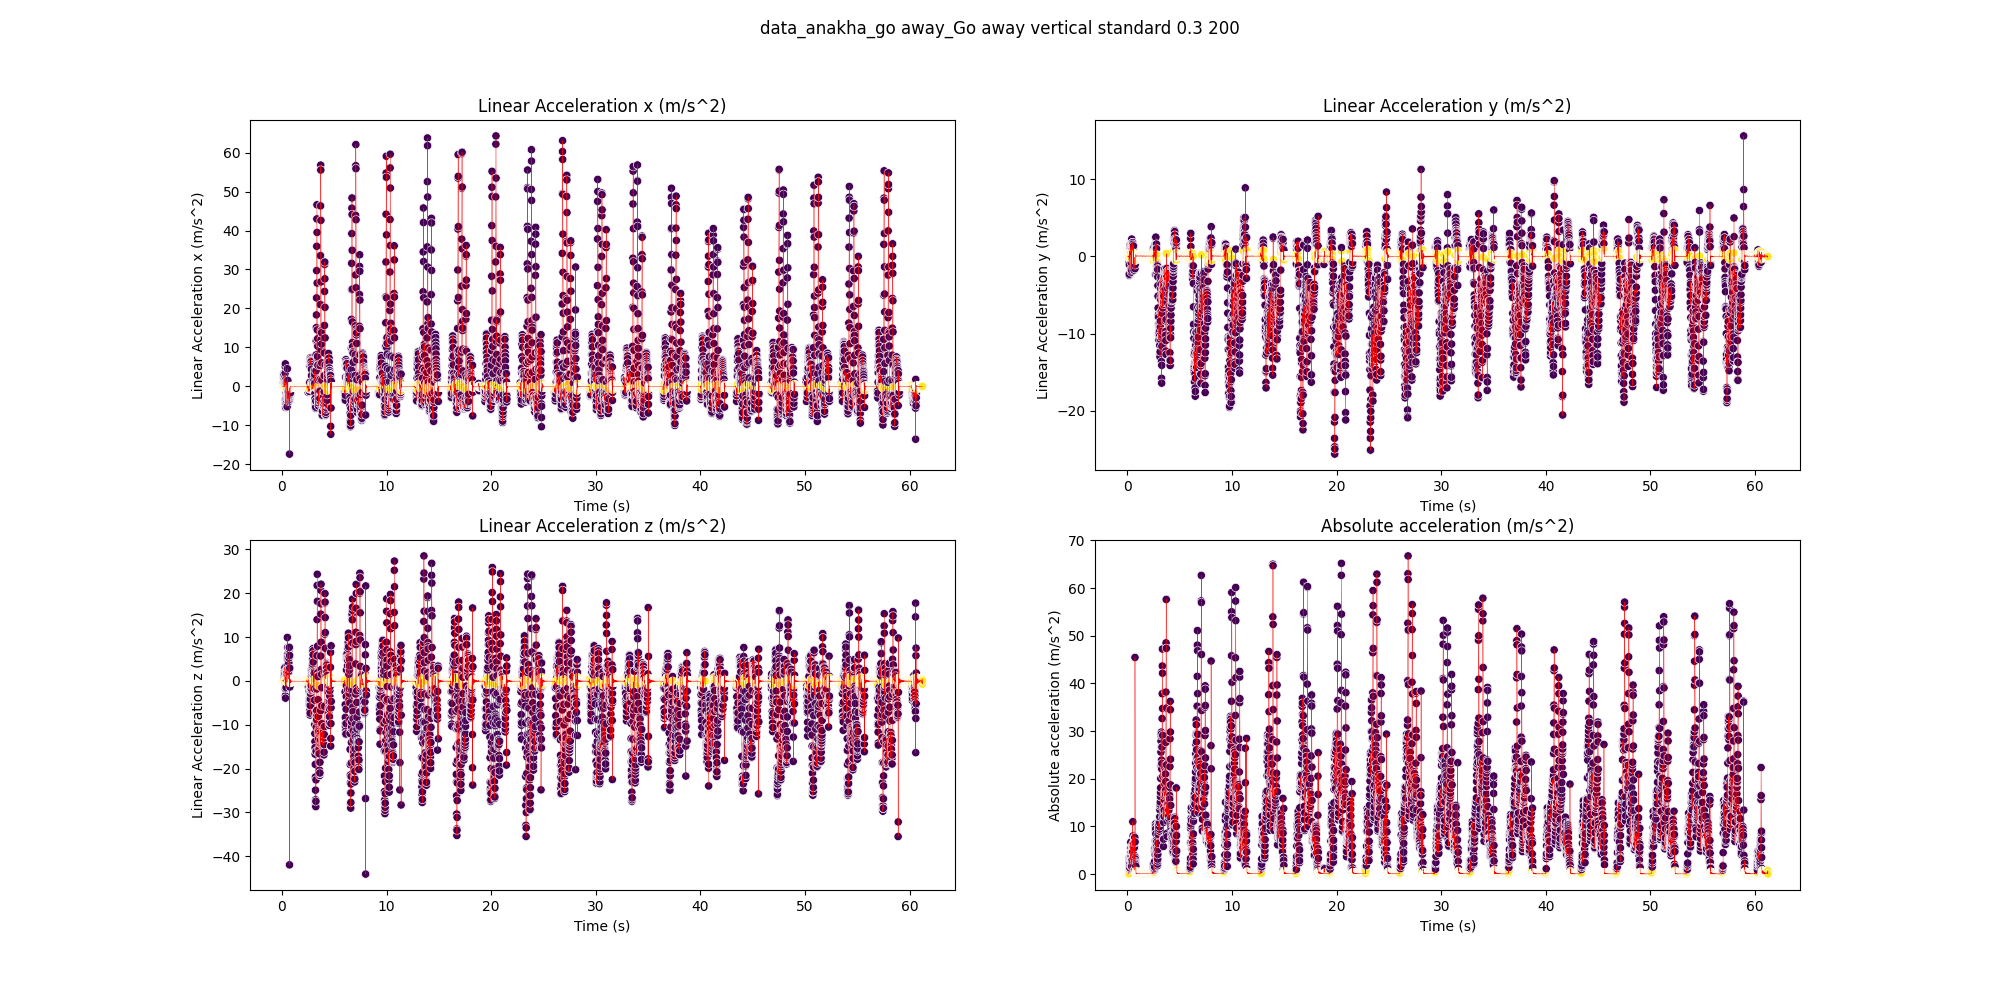 data_anakha_go away_Go away vertical standard 0.3 200
Linear Acceleration x (m/s^2)
Linear Acceleration x (m/s^2)
60
50
40
30
20
10
0
−10
−20
0 10 20 30 40 50 60
Time (s)
Linear Acceleration y (m/s^2)
Linear Acceleration y (m/s^2)
10
0
−10
−20
0 10 20 30 40 50 60
Time (s)
Linear Acceleration z (m/s^2)
Linear Acceleration z (m/s^2)
30
20
10
0
−10
−20
−30
−40
0 10 20 30 40 50 60
Time (s)
Absolute acceleration (m/s^2)
Absolute acceleration (m/s^2)
70
60
50
40
30
20
10
0
0 10 20 30 40 50 60
Time (s)